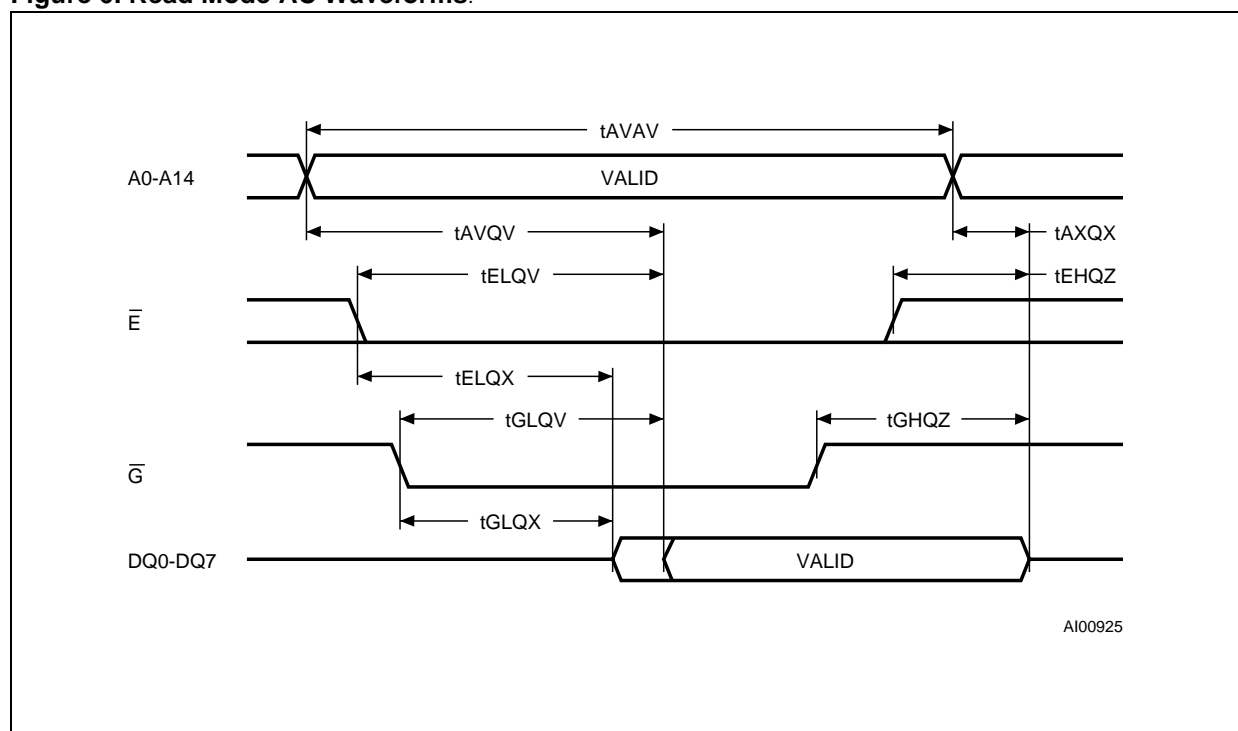 Figure Read Mode AC Waveforms.
tAVAV
A0-A14
VALID
tAVQV
tAXQX
tELQV
tEHQZ
E
tELQX
tGLQV
tGHQZ
G
tGLQX
DQ0-DQ7
VALID
AI00925